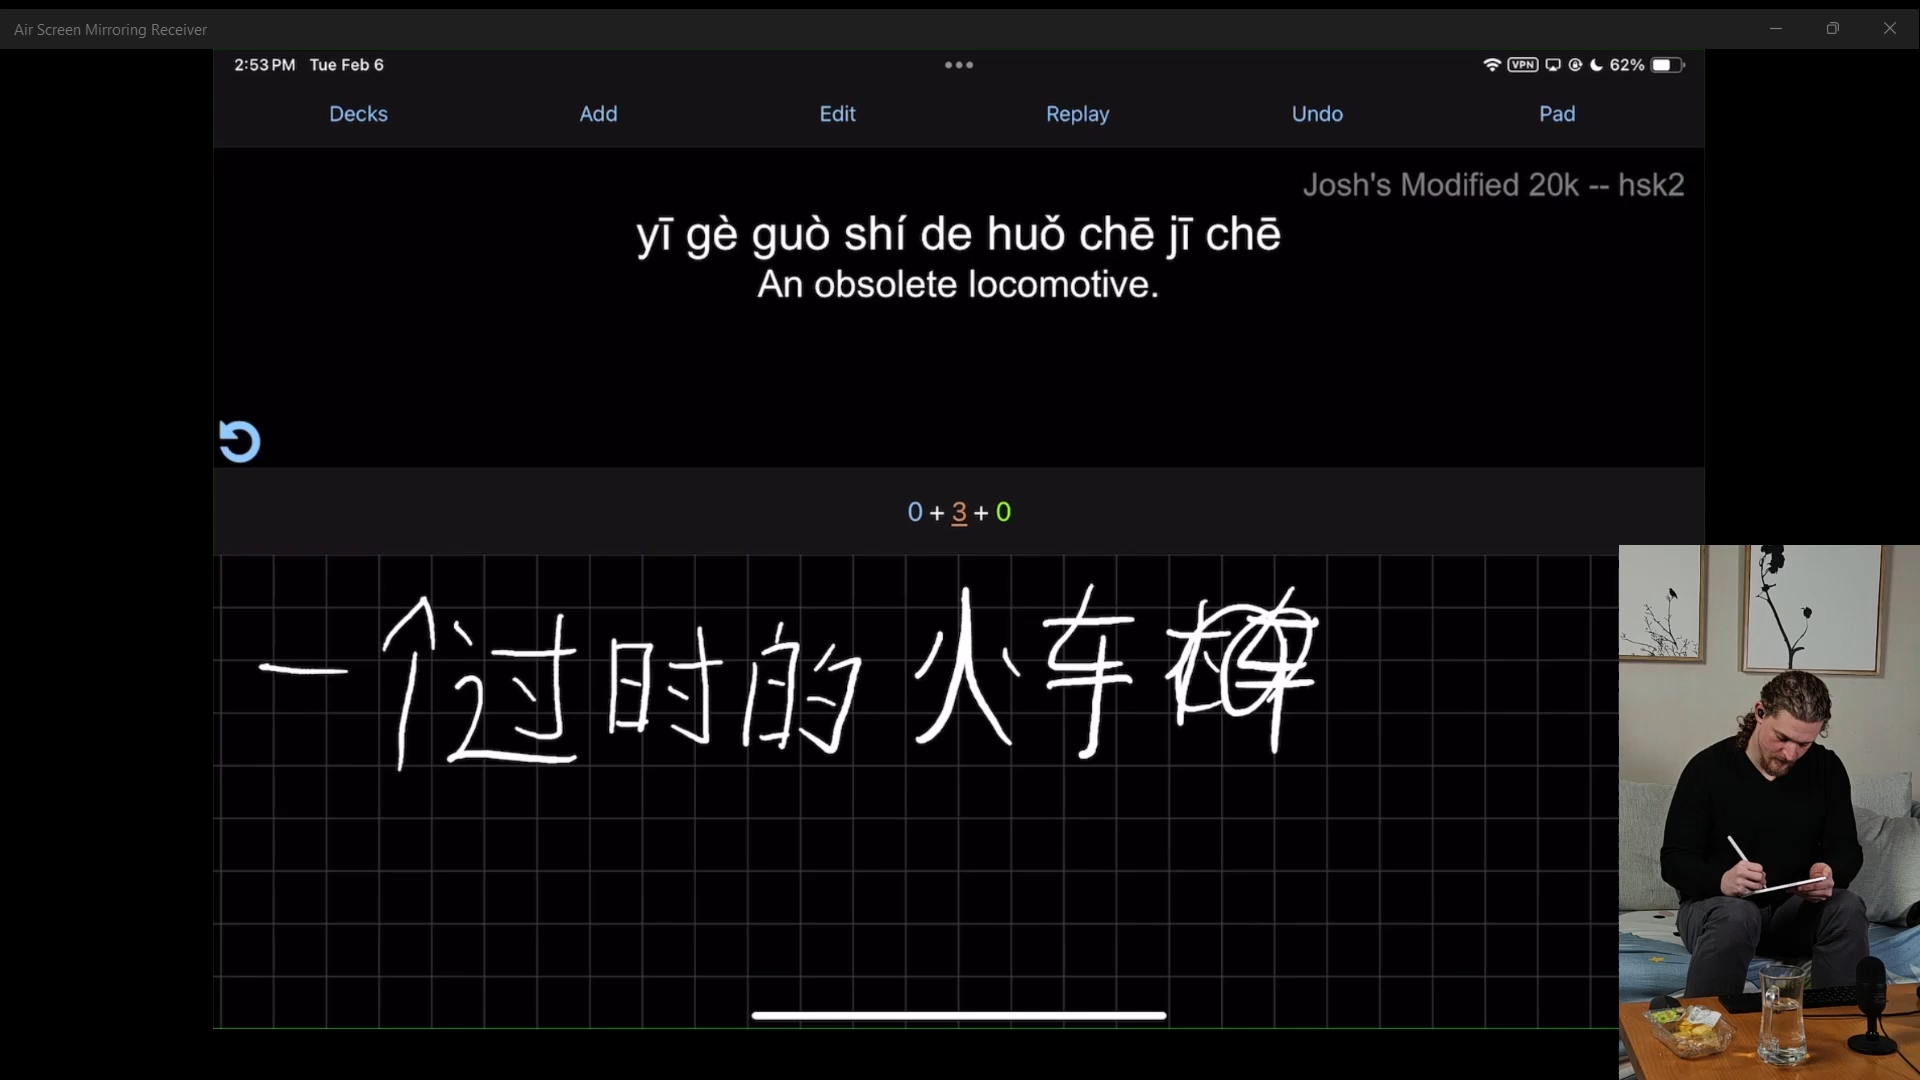 Air Screen Mirroring Receiver
2:53 PM Tue Feb 6 VPN 62%
Decks Add Edit Replay Undo Pad
Josh's Modified 20k -- hsk2
yī gè guò shí de huǒ chē jī chē
An obsolete locomotive.
0 + 3 + 0
一个过时的火车